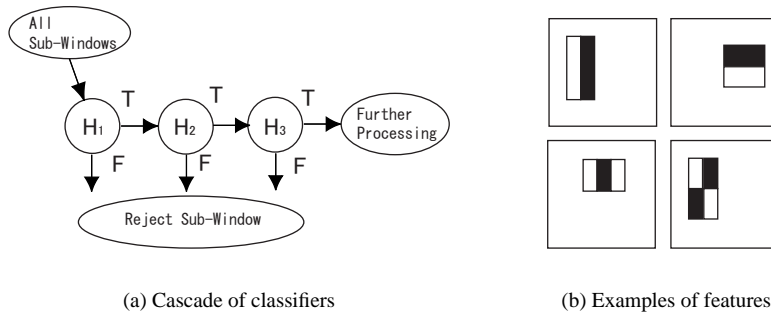 All
Sub-Windows
T
T
T
H1
H2
H3
Further
Processing
F
F
F
Reject Sub-Window
(a) Cascade of classifiers
(b) Examples of features